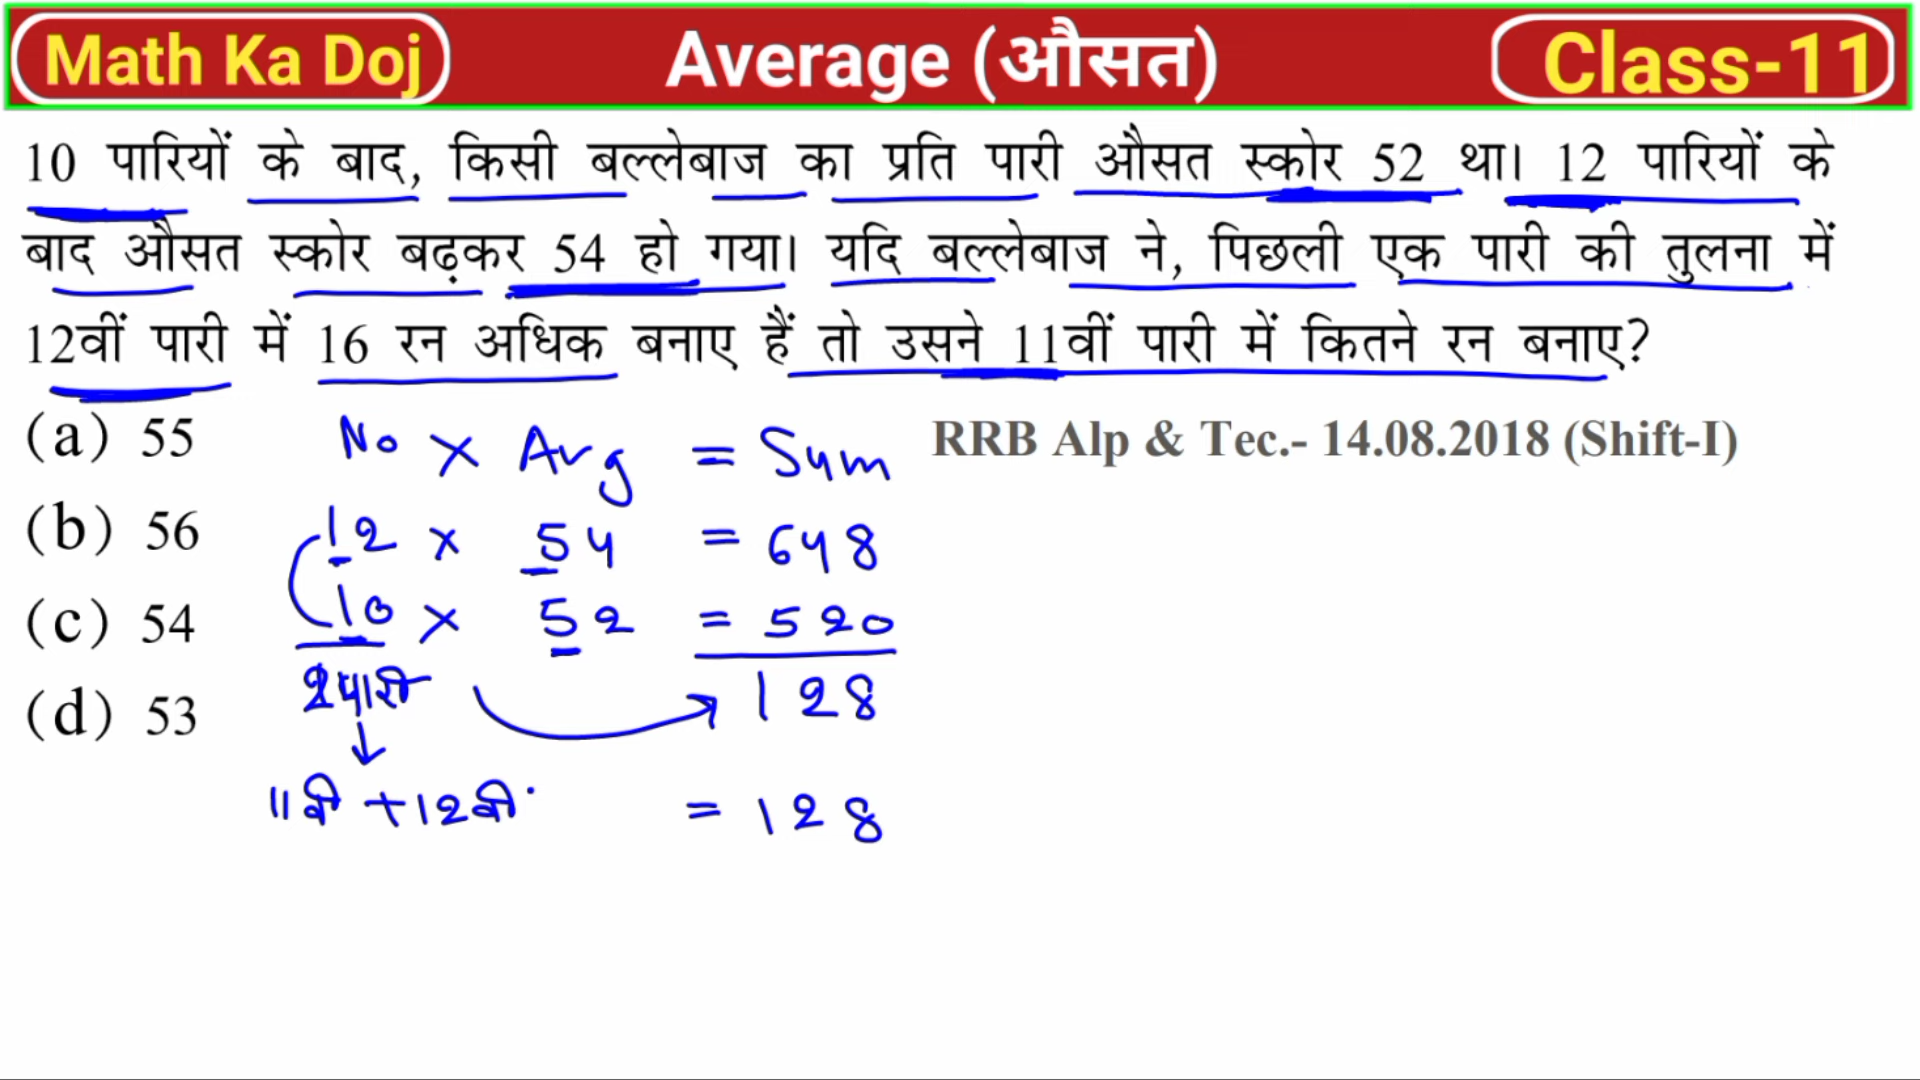 Math Ka Doj Average (औसत) Class-11
10 पारियों के बाद, किसी बल्लेबाज का प्रति पारी औसत स्कोर 52 था। 12 पारियों के
बाद औसत स्कोर बढ़कर 54 हो गया। यदि बल्लेबाज ने, पिछली एक पारी की तुलना में
12वीं पारी में 16 रन अधिक बनाए हैं तो उसने 11वीं पारी में कितने रन बनाए?
(a) 55
RRB Alp & Tec.- 14.08.2018 (Shift-I)
(b) 56
(c) 54
(d) 53
No × Avg = Sum
12 × 54 = 648
10 × 52 = 520
2पारी → 128
↓
11वी + 12वी = 128